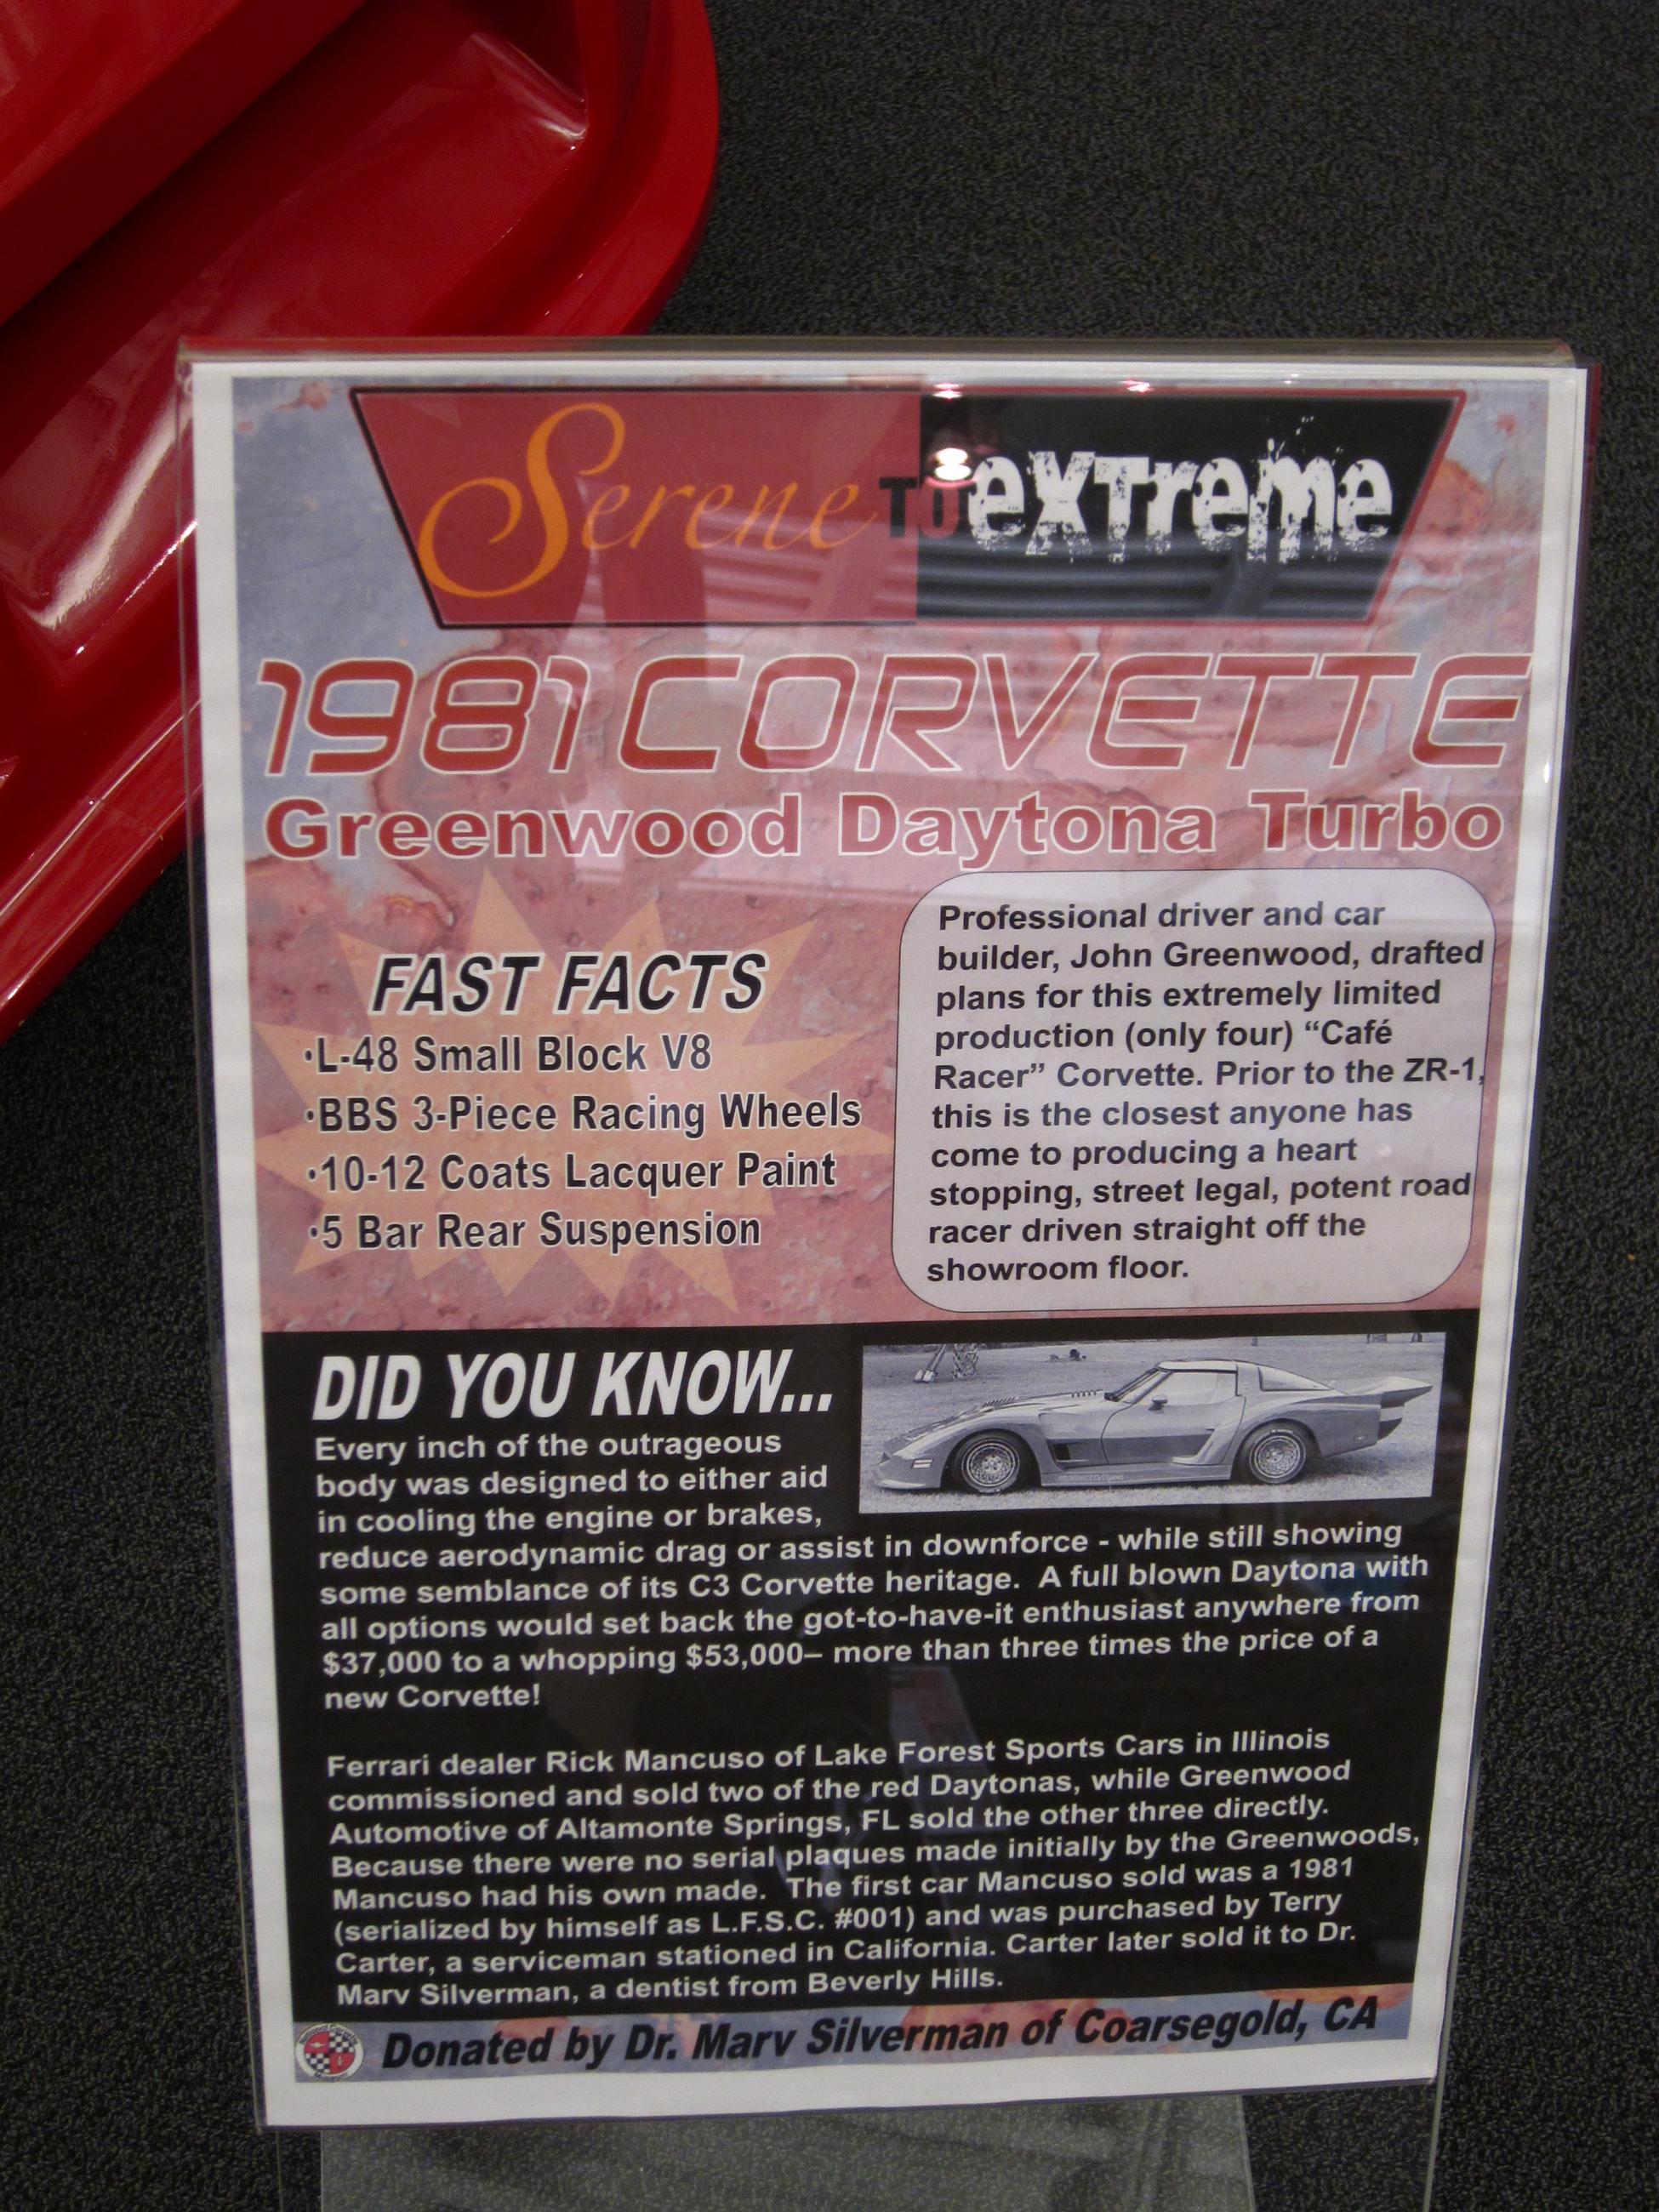 Serene TO eXTreme
1981 CORVETTE
Greenwood Daytona Turbo
FAST FACTS
·L-48 Small Block V8
·BBS 3-Piece Racing Wheels
·10-12 Coats Lacquer Paint
·5 Bar Rear Suspension
Professional driver and car
builder, John Greenwood, drafted
plans for this extremely limited
production (only four) “Café
Racer” Corvette. Prior to the ZR-1,
this is the closest anyone has
come to producing a heart
stopping, street legal, potent road
racer driven straight off the
showroom floor.
DID YOU KNOW...
Every inch of the outrageous
body was designed to either aid
in cooling the engine or brakes,
reduce aerodynamic drag or assist in downforce - while still showing
some semblance of its C3 Corvette heritage. A full blown Daytona with
all options would set back the got-to-have-it enthusiast anywhere from
$37,000 to a whopping $53,000– more than three times the price of a
new Corvette!
Ferrari dealer Rick Mancuso of Lake Forest Sports Cars in Illinois
commissioned and sold two of the red Daytonas, while Greenwood
Automotive of Altamonte Springs, FL sold the other three directly.
Because there were no serial plaques made initially by the Greenwoods,
Mancuso had his own made. The first car Mancuso sold was a 1981
(serialized by himself as L.F.S.C. #001) and was purchased by Terry
Carter, a serviceman stationed in California. Carter later sold it to Dr.
Marv Silverman, a dentist from Beverly Hills.
Donated by Dr. Marv Silverman of Coarsegold, CA